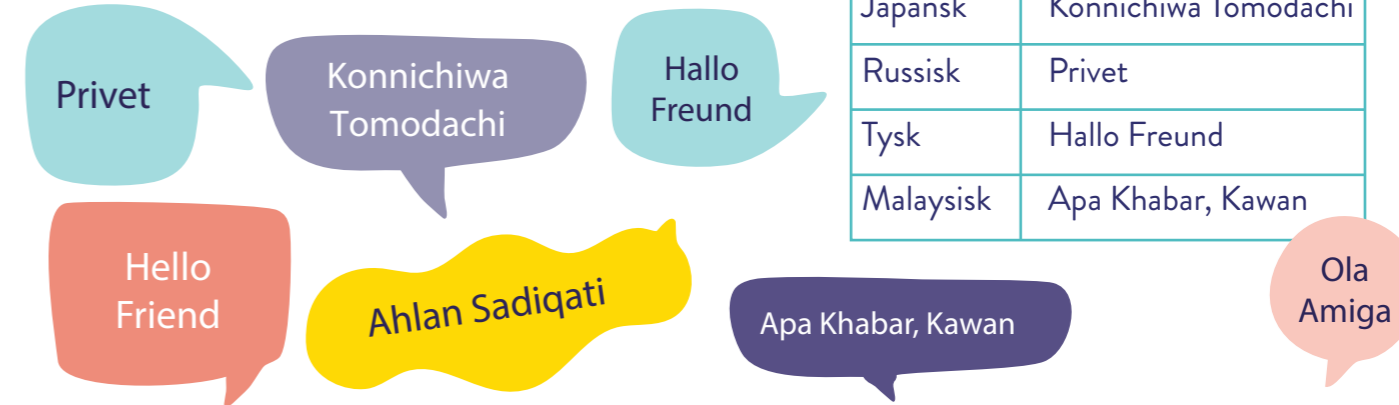 Privet
Konnichiwa
Tomodachi
Hallo
Freund
Japansk Konnichiwa Tomodachi
Russisk Privet
Tysk Hallo Freund
Malaysisk Apa Khabar, Kawan
Hello
Friend
Ahlan Sadiqati
Apa Khabar, Kawan
Ola
Amiga